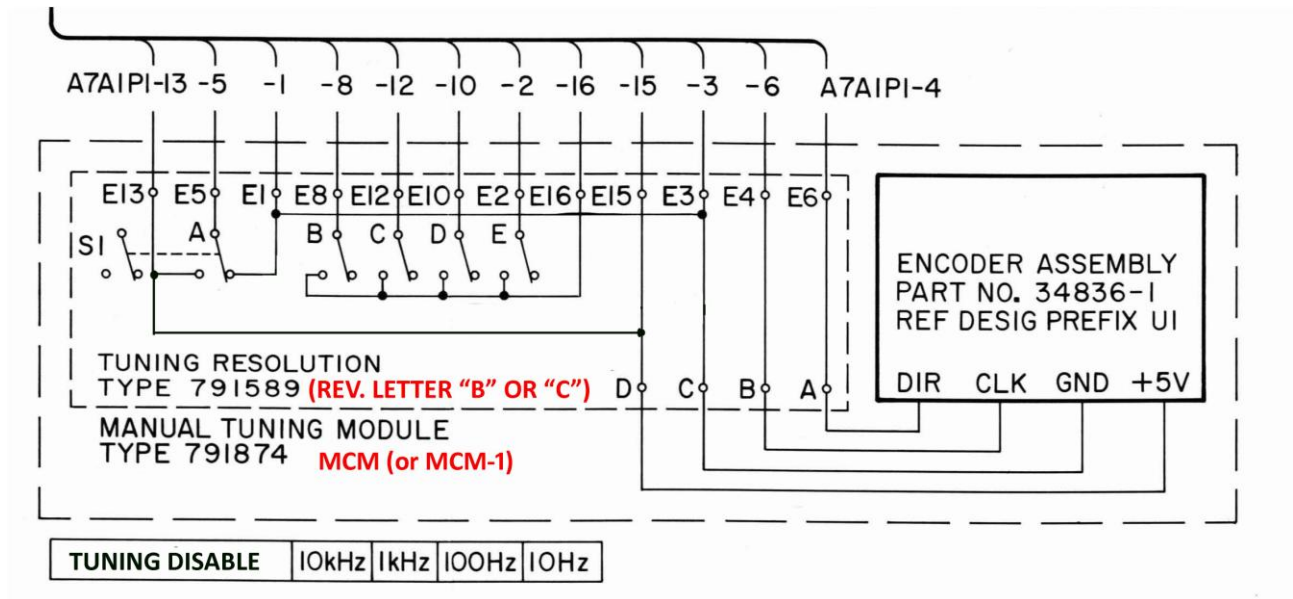 A7A1P1-13 -5 -1 -8 -12 -10 -2 -16 -15 -3 -6 A7A1P1-4
E13 E5 E1 E8 E12 E10 E2 E16 E15 E3 E4 E6
S1 A B C D E
ENCODER ASSEMBLY
PART NO. 34836-1
REF DESIG PREFIX U1
TUNING RESOLUTION
TYPE 791589 (REV. LETTER “B” OR “C”)
D C B A
DIR CLK GND +5V
MANUAL TUNING MODULE
TYPE 791874 MCM (or MCM-1)
TUNING DISABLE 10kHz 1kHz 100Hz 10Hz